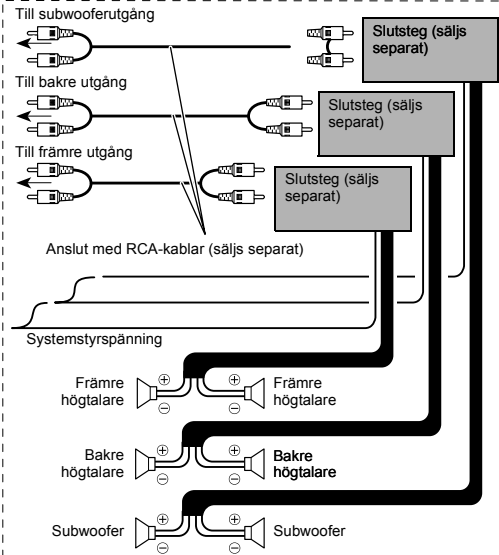 Till subwooferutgång
Slutsteg (säljs
separat)
Till bakre utgång
Slutsteg (säljs
separat)
Till främre utgång
Slutsteg (säljs
separat)
Anslut med RCA-kablar (säljs separat)
Systemstyrspänning
Främre
högtalare
⊕
⊖
Främre
högtalare
Bakre
högtalare
⊕
⊖
Bakre
högtalare
Subwoofer
⊕
⊖
Subwoofer